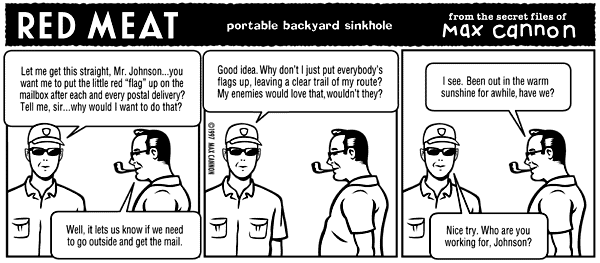 RED MEAT
portable backyard sinkhole
from the secret files of
Max cannon
Let me get this straight, Mr. Johnson...you
want me to put the little red “flag” up on the
mailbox after each and every postal delivery?
Tell me, sir...why would I want to do that?
Well, it lets us know if we need
to go outside and get the mail.
©1997 MAX CANNON
Good idea. Why don’t I just put everybody’s
flags up, leaving a clear trail of my route?
My enemies would love that, wouldn’t they?
I see. Been out in the warm
sunshine for awhile, have we?
Nice try. Who are you
working for, Johnson?